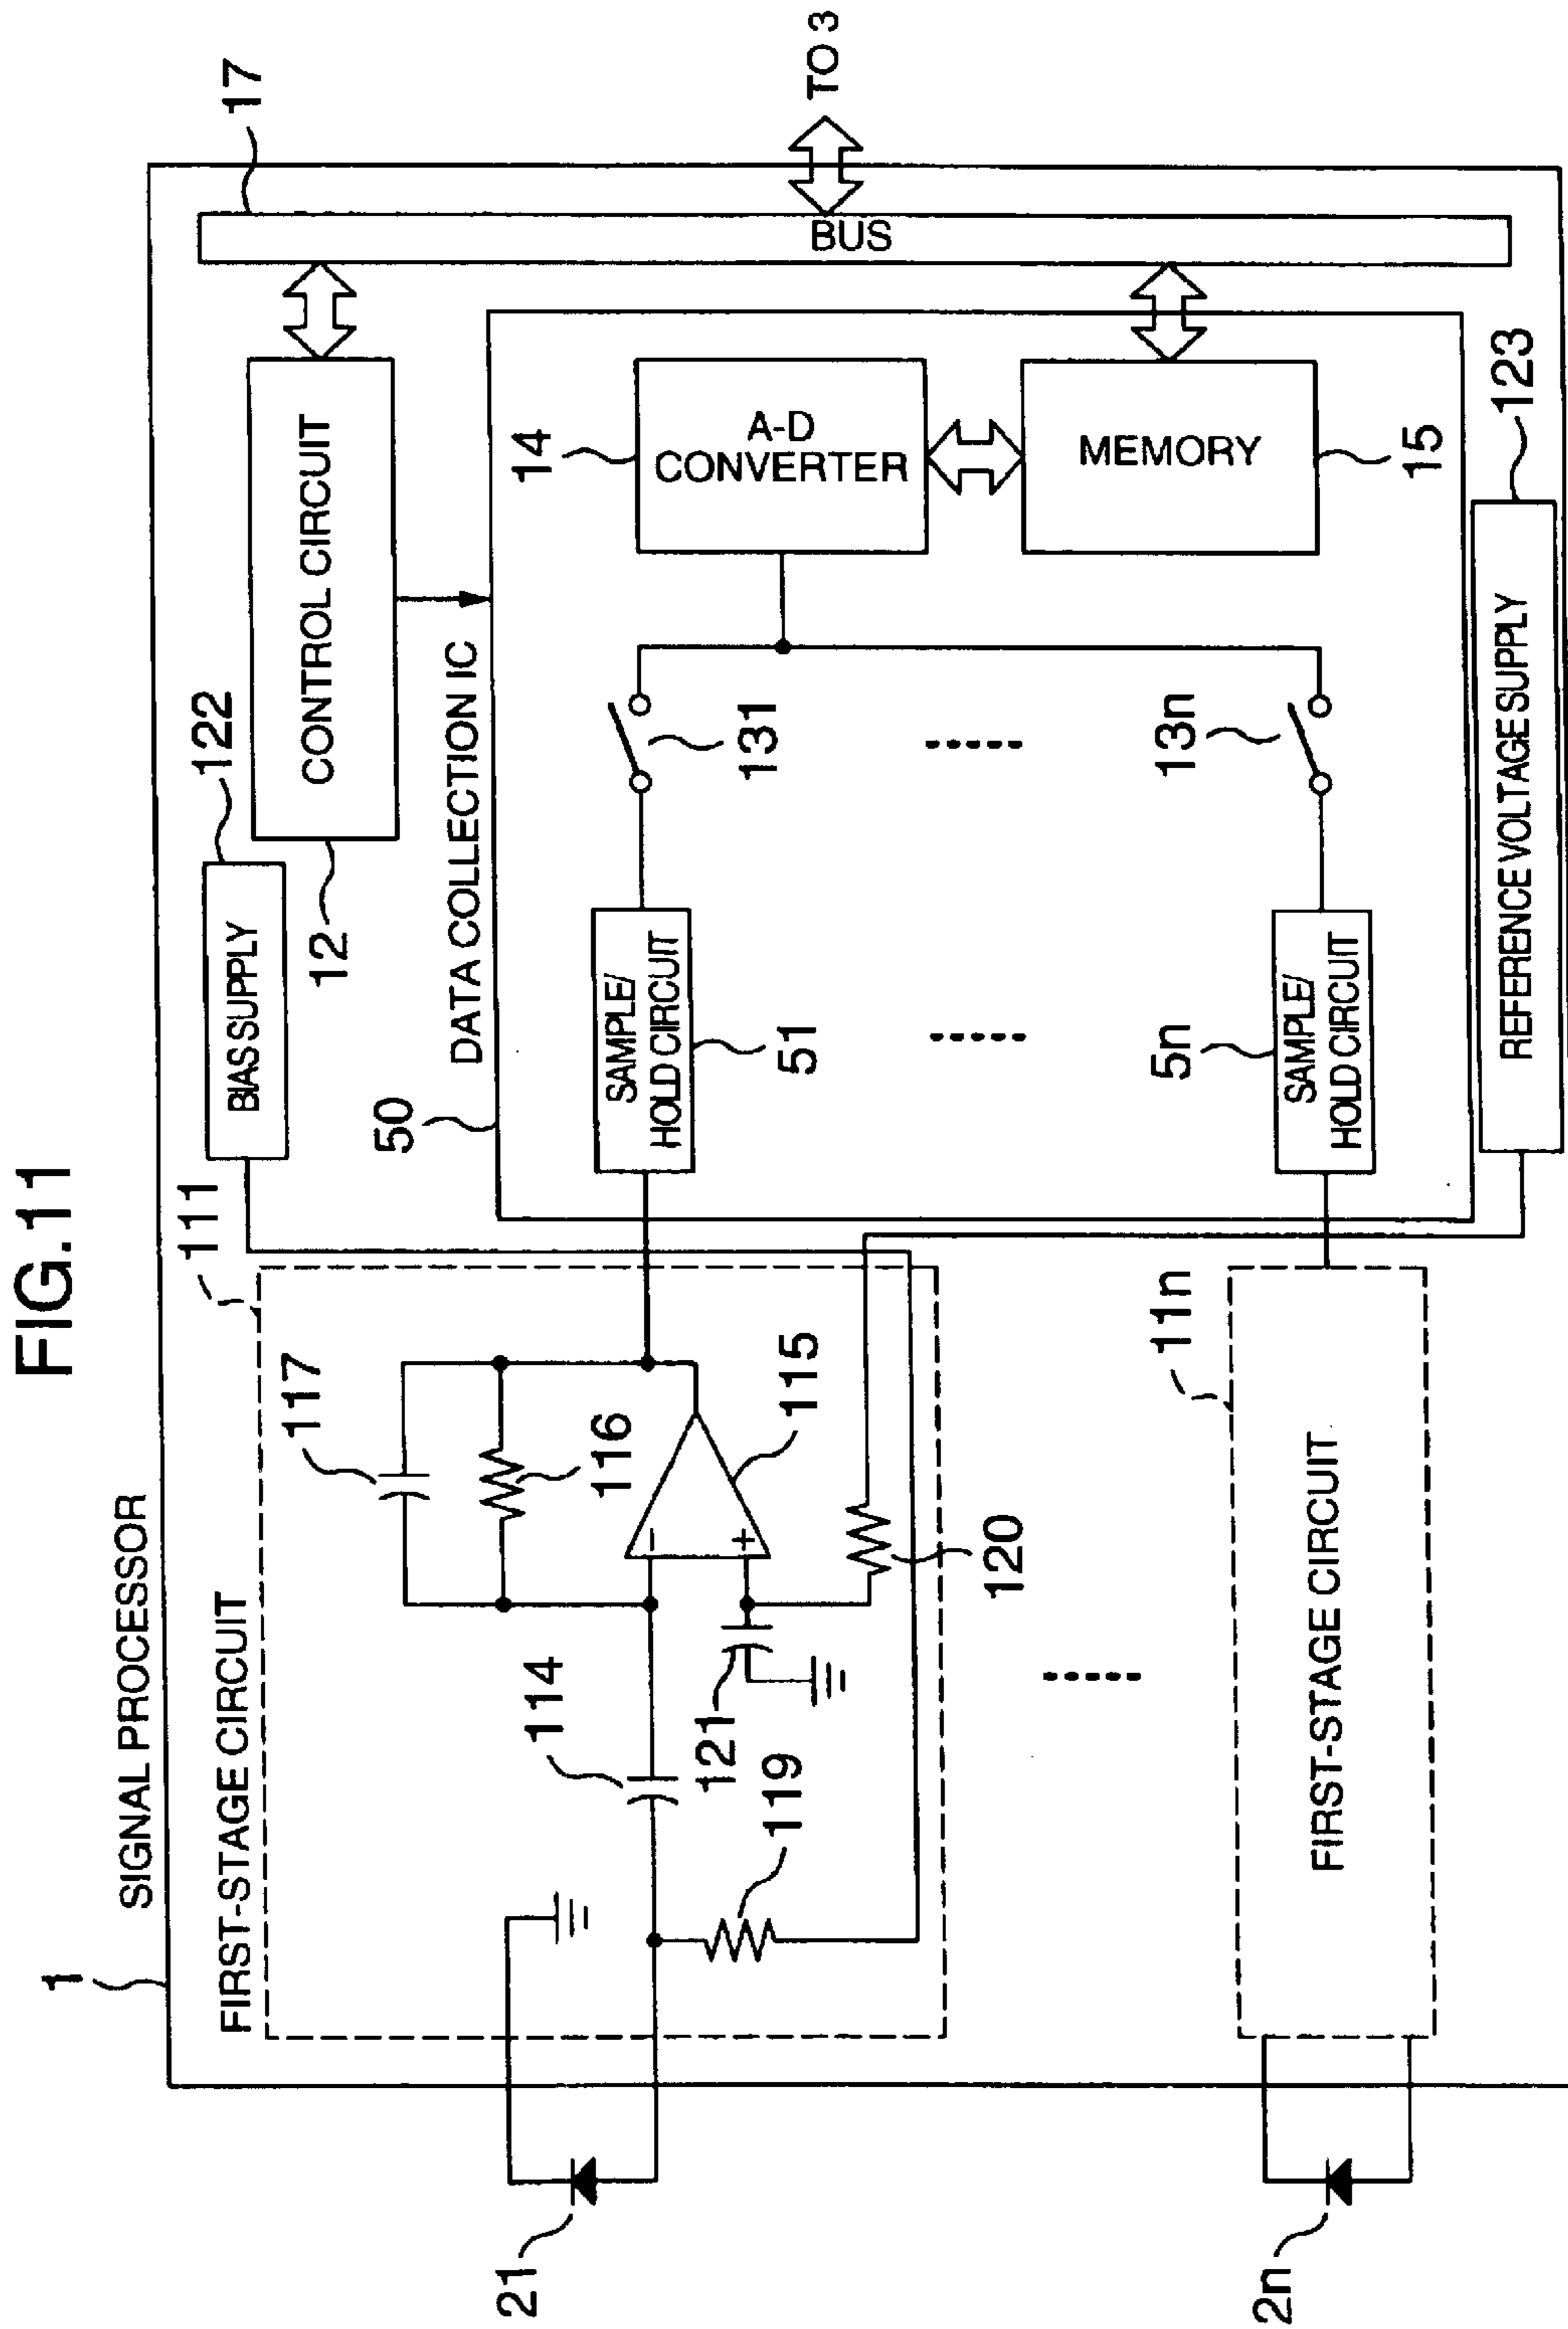 FIG.11
1
SIGNAL PROCESSOR
FIRST-STAGE CIRCUIT
111
117
116
115
114
121
119
120
21
BIAS SUPPLY
122
CONTROL CIRCUIT
12
17
BUS
TO 3
50
DATA COLLECTION IC
SAMPLE/
HOLD CIRCUIT
51
131
14
A-D
CONVERTER
MEMORY
15
13n
5n
SAMPLE/
HOLD CIRCUIT
REFERENCE VOLTAGE SUPPLY
123
11n
FIRST-STAGE CIRCUIT
2n